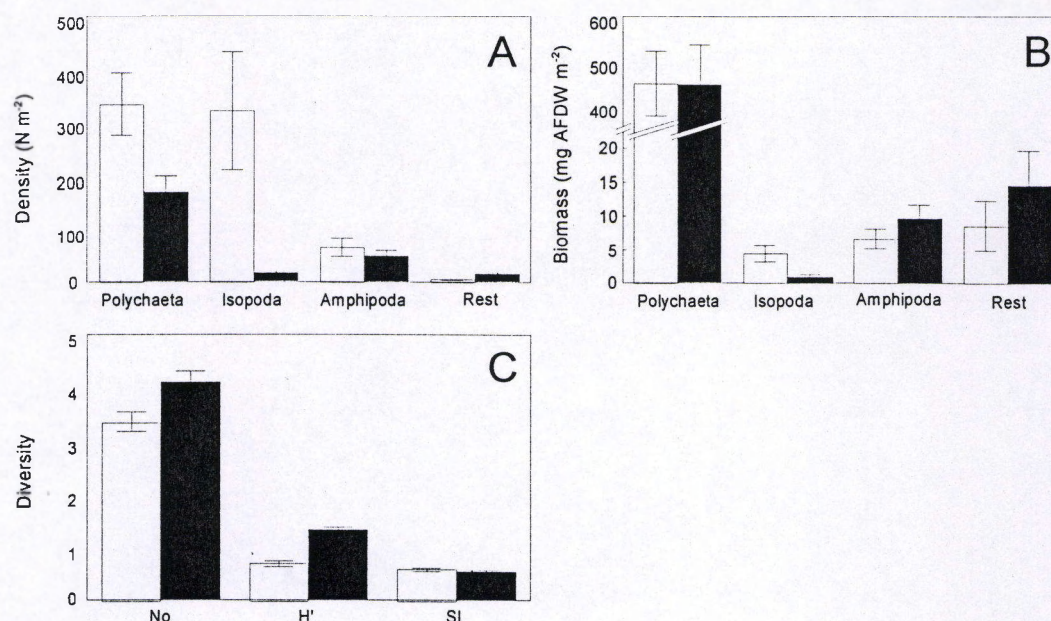 A
Density (N m⁻²)
500
400
300
200
100
0
Polychaeta Isopoda Amphipoda Rest
B
Biomass (mg AFDW m⁻²)
600
500
400
20
15
10
5
0
Polychaeta Isopoda Amphipoda Rest
C
Diversity
5
4
3
2
1
0
No H' SI